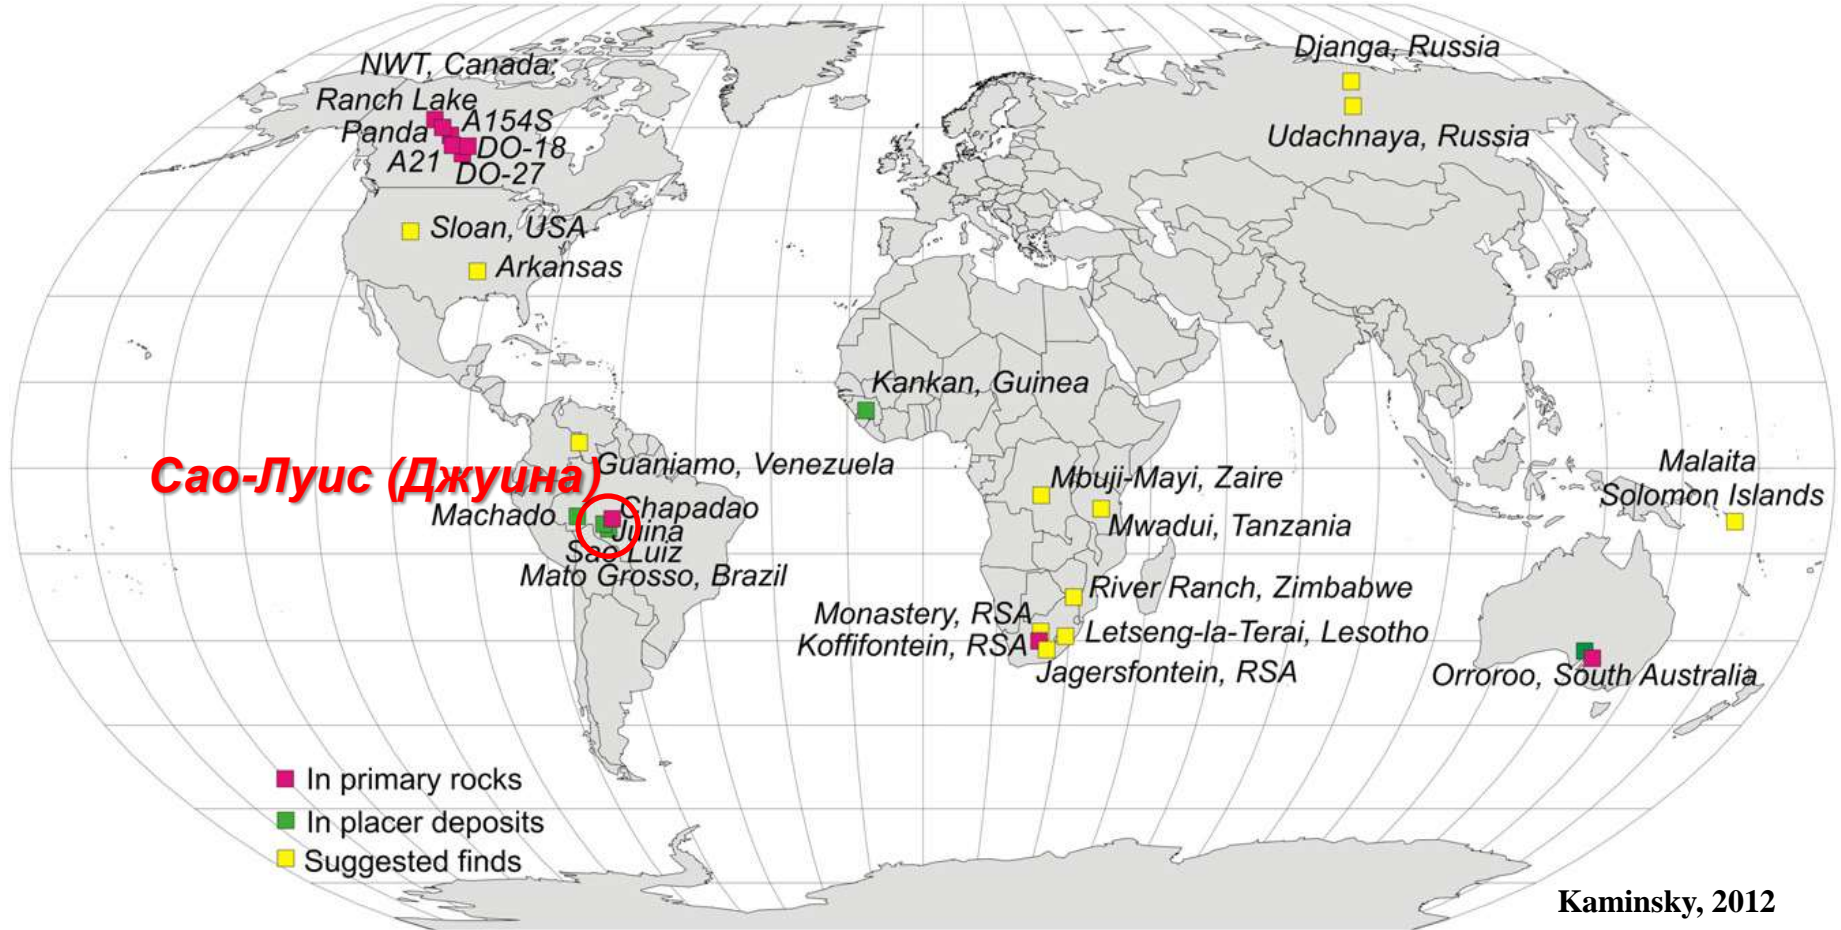 Djanga, Russia
NWT, Canada:
Ranch Lake
A154S
Panda
DO-18
A21
DO-27
Udachnaya, Russia
Sloan, USA
Arkansas
Kankan, Guinea
Guaniamo, Venezuela
Сао-Луис (Джуина)
Machado
Chapadao
Juina
Sao Luiz
Mato Grosso, Brazil
Mbuji-Mayi, Zaire
Mwadui, Tanzania
Malaita
Solomon Islands
River Ranch, Zimbabwe
Monastery, RSA
Letseng-la-Terai, Lesotho
Koffifontein, RSA
Jagersfontein, RSA
Orroroo, South Australia
In primary rocks
In placer deposits
Suggested finds
Kaminsky, 2012